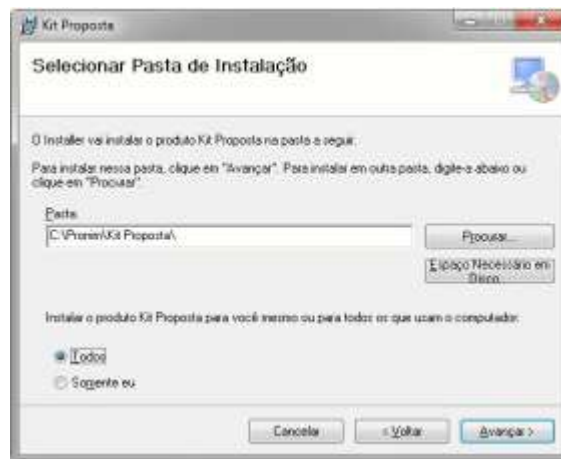 Kit Proposta
Selecionar Pasta de Instalação
O Installer vai instalar o produto Kit Proposta na pasta a seguir.
Para instalar nessa pasta, clique em "Avançar". Para instalar em outra pasta, digite-a abaixo ou
clique em "Procurar".
Pasta:
C:\Pronim\Kit Proposta\
Procurar...
Espaço Necessário em
Disco...
Instalar o produto Kit Proposta para você mesmo ou para todos os que usam o computador:
Todos
Somente eu
Cancelar
< Voltar
Avançar >